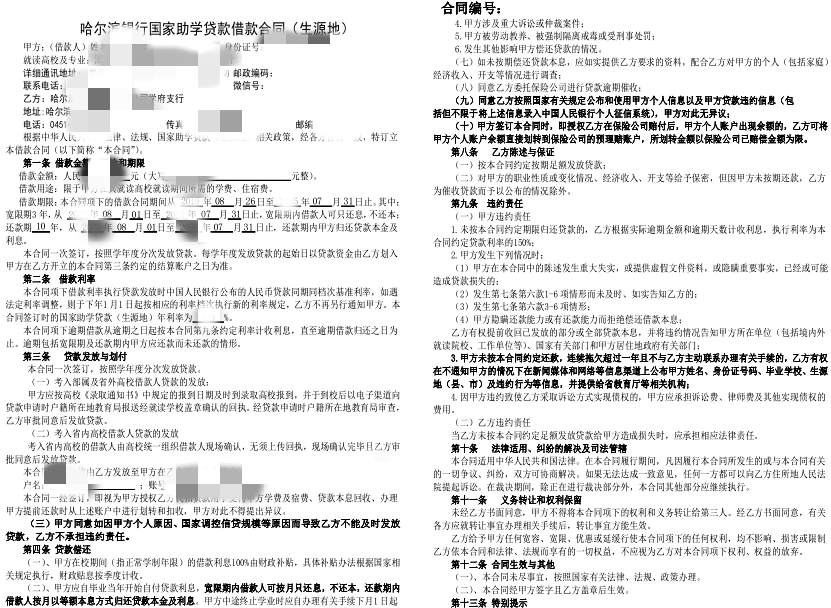 哈尔滨银行国家助学贷款借款合同（生源地）
甲方：（借款人）姓 身份证号：
就读高校及专业：
详细通讯地址 邮政编码：
联系电话： 微信号：
乙方：哈尔滨 学府支行
地址：哈尔滨
电话：0451 传真 邮编
根据中华人民 法律、法规、国家助学贷款 相关政策，经各方 致，特订立
本借款合同（以下简称“本合同”）。
第一条 借款金额 和期限
借款金额：人民 元（大写 元整）。
借款用途：限于甲方在其就读高校就读期间所需的学费、住宿费。
借款期限：本合同项下的借款合同期间从 年 08 月 26日至 年 07 月 31日止。其中：
宽限期3 年，从 年 08 月 01日至 年 07 月 31日止，宽限期内借款人可只还息，不还本；
还款期 10 年，从 年 08 月 01日至 年 07 月 31日止，还款期内甲方归还贷款本金及
利息。
本合同一次签订，按照学年度分次发放贷款。每学年度发放贷款的起始日以贷款资金由乙方划入
甲方在乙方开立的本合同第三条约定的结算账户之日为准。
第二条 借款利率
本合同项下借款利率执行贷款发放时中国人民银行公布的人民币贷款同期同档次基准利率，如遇
法定利率调整，则于下年1月1日起按相应的利率档次执行新的利率规定，乙方不再另行通知甲方。本合
同合同签订时的国家助学贷款（生源地）年利率为 %。
本合同项下逾期借款从逾期之日起按本合同第九条约定利率计收利息，直至逾期借款归还之日为
止。逾期包括宽限期及还款期内甲方应还款而未还款的情形。
第三条 贷款发放与划付
本合同一次签订，按照学年度分次发放贷款。
（一）考入部属及省外高校借款人贷款的发放：
甲方应按高校《录取通知书》中规定的报到日期及时到录取高校报到，并于到校后以电子渠道向
贷款申请时户籍所在地教育局报送经就读学校盖章确认的回执。经贷款申请时户籍所在地教育局审查，
乙方审批同意后发放贷款。
（二）考入省内高校借款人贷款的发放
考入省内高校的借款人由高校统一组织借款人现场确认，无须上传回执，现场确认完毕且乙方审
批同意后发放贷款。
本合 由乙方发放至甲方在乙
户名 ；账号
本合同一经签订，即视为甲方授权乙方 甲方学费及宿费、贷款本息回收、办理
甲方提前还款时从上述账户中进行划转和扣收，甲方对此不得提出异议。
（三）甲方同意如因甲方个人原因、国家调控信贷规模等原因而导致乙方不能及时发放
贷款，乙方不承担违约责任。
第四条 贷款偿还
（一）、甲方在校期间（指正常学制年限）的借款利息100%由财政补贴，具体补贴办法根据国家相
关规定执行，财政贴息按季度计收。
（二）、甲方应自毕业当年开始自付贷款利息，宽限期内借款人可按月只还息，不还本，还款期内
借款人按月以等额本息方式归还贷款本金及利息。甲方中途终止学业时应自办理有关手续下月1日起
合同编号：
4.甲方涉及重大诉讼或仲裁案件；
5.甲方被劳动教养、被强制隔离戒毒或受刑事处罚；
6.发生其他影响甲方偿还贷款的情况。
（七）如未按期偿还贷款本息，应如实提供乙方要求的资料，配合乙方对甲方的个人（包括家庭）
经济收入、开支等情况进行调查；
（八）同意乙方委托保险公司进行贷款逾期催收；
（九）同意乙方按照国家有关规定公布和使用甲方个人信息以及甲方贷款违约的信息（包
括但不限于将上述信息录入中国人民银行个人征信系统），甲方对此无异议；
（十）甲方签订本合同时，即授权乙方在保险公司赔付后，甲方个人账户出现余额的，乙方可将
甲方个人账户余额直接划转到保险公司的预理赔账户，所划转金额以保险公司已赔偿金额为限。
第八条 乙方陈述与保证
（一）按本合同约定按期足额发放贷款；
（二）对甲方的职业性质或变化情况、经济收入、开支等给予保密，但因甲方未按期还款，乙方
为催收贷款而予以公布的情况除外。
第九条 违约责任
（一）甲方违约责任
1.未按本合同约定期限归还贷款的，乙方根据实际逾期金额和逾期天数计收利息，执行利率为本
合同约定贷款利率的150%；
2.甲方发生下列情况时：
（1）甲方在本合同中的陈述发生重大失实，或提供虚假文件资料，或隐瞒重要事实，已经或可能
造成贷款损失的；
（2）发生第七条第六款1-6项情形而未及时、如实告知乙方的；
（3）发生第七条第六款3-6项情形；
（4）甲方隐瞒还款能力或有还款能力而拒绝偿还借款本息；
乙方有权提前收回已发放的部分或全部贷款本息，并将违约情况告知甲方所在单位（包括境内外
就读院校、工作单位等）、国家有关部门和甲方居住地政府有关部门；
3.甲方未按本合同约定还款，连续拖欠超过一年且不与乙方主动联系办理有关手续的，乙方有权
在不通知甲方的情况下在新闻媒体和网络等信息渠道上公布甲方姓名、身份证号码、毕业学校、生源
地（县、市）及违约行为等信息，并提供给省教育厅等相关机构；
4.因甲方违约致使乙方采取诉讼方式实现债权的，甲方应承担诉讼费、律师费及其他实现债权的
费用。
（二）乙方违约责任
当乙方未按本合同约定足额发放贷款给甲方造成损失时，应承担相应法律责任。
第十条 法律适用、纠纷的解决及司法管辖
本合同适用中华人民共和国法律。在本合同履行期间，凡因履行本合同所发生的或与本合同有关
的一切争议、纠纷，双方可协商解决。如果无法达成一致意见，任何一方都可以向乙方住所地人民法
院提起诉讼。在裁决期间，除正在进行裁决部分外，本合同其他部分应继续执行。
第十一条 义务转让和权利保留
未经乙方书面同意，甲方不得将本合同项下的权利和义务转让给第三人。经乙方书面同意，有关
各方应就转让事宜办理相关手续后，转让事宜方能生效。
乙方给予甲方任何宽容、宽限、优惠或延缓行使本合同项下的任何权利，均不影响、损害或限制
乙方依本合同和法律、法规而享有的一切权益，不应视为乙方对本合同项下权利、权益的放弃。
第十二条 合同生效与其他
（一）、本合同未尽事宜，按照国家有关法律、法规、政策办理。
（二）、本合同经甲方签字且乙方盖章后生效。
第十三条 特别提示